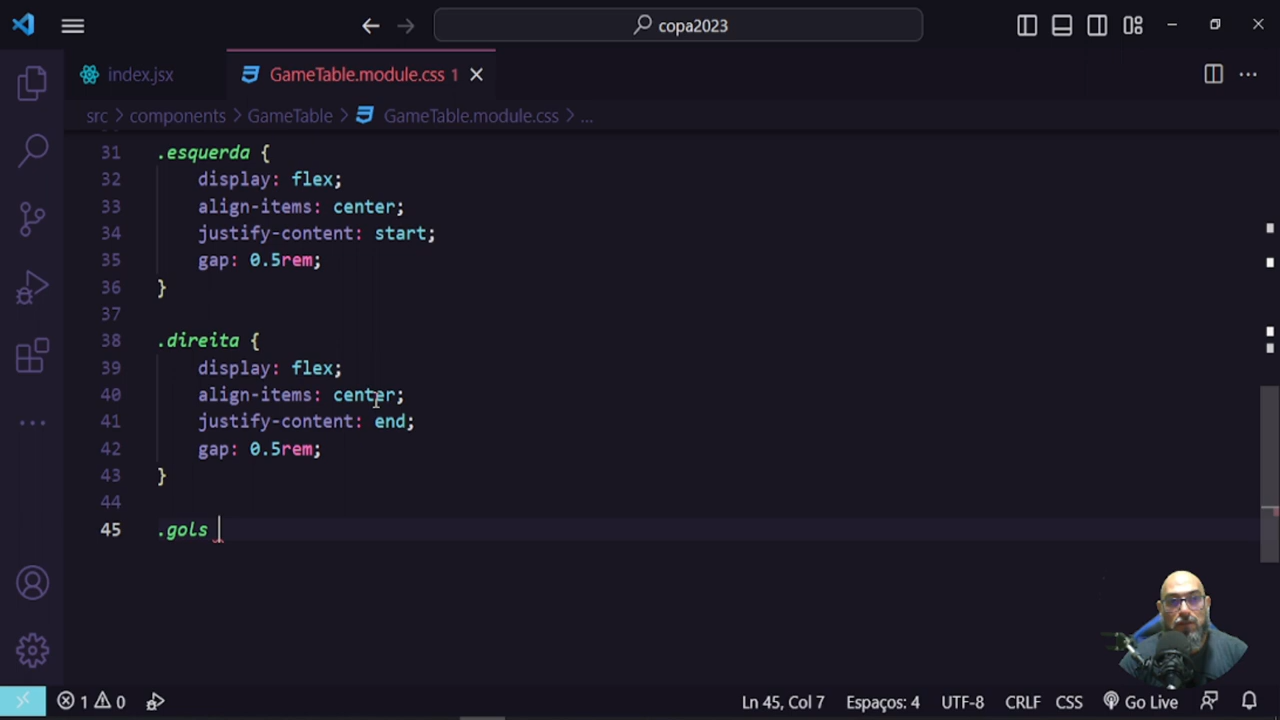 copa2023
index.jsx
GameTable.module.css 1
src > components > GameTable > GameTable.module.css > ...
31 .esquerda {
32 display: flex;
33 align-items: center;
34 justify-content: start;
35 gap: 0.5rem;
36 }
37
38 .direita {
39 display: flex;
40 align-items: center;
41 justify-content: end;
42 gap: 0.5rem;
43 }
44
45 .gols
1 0 Ln 45, Col 7 Espaços: 4 UTF-8 CRLF CSS Go Live